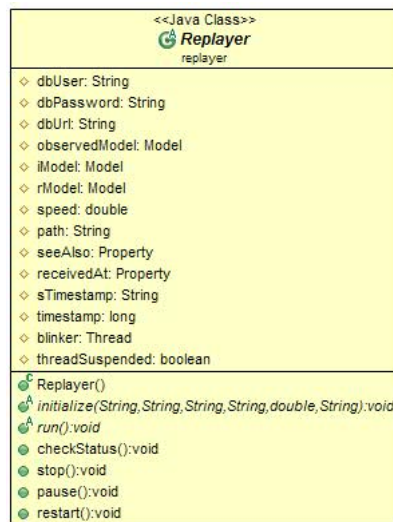 <<Java Class>>
Replayer
replayer
dbUser: String
dbPassword: String
dbUrl: String
observedModel: Model
iModel: Model
rModel: Model
speed: double
path: String
seeAlso: Property
receivedAt: Property
sTimestamp: String
timestamp: long
blinker: Thread
threadSuspended: boolean
Replayer()
initialize(String,String,String,String,double,String):void
run():void
checkStatus():void
stop():void
pause():void
restart():void